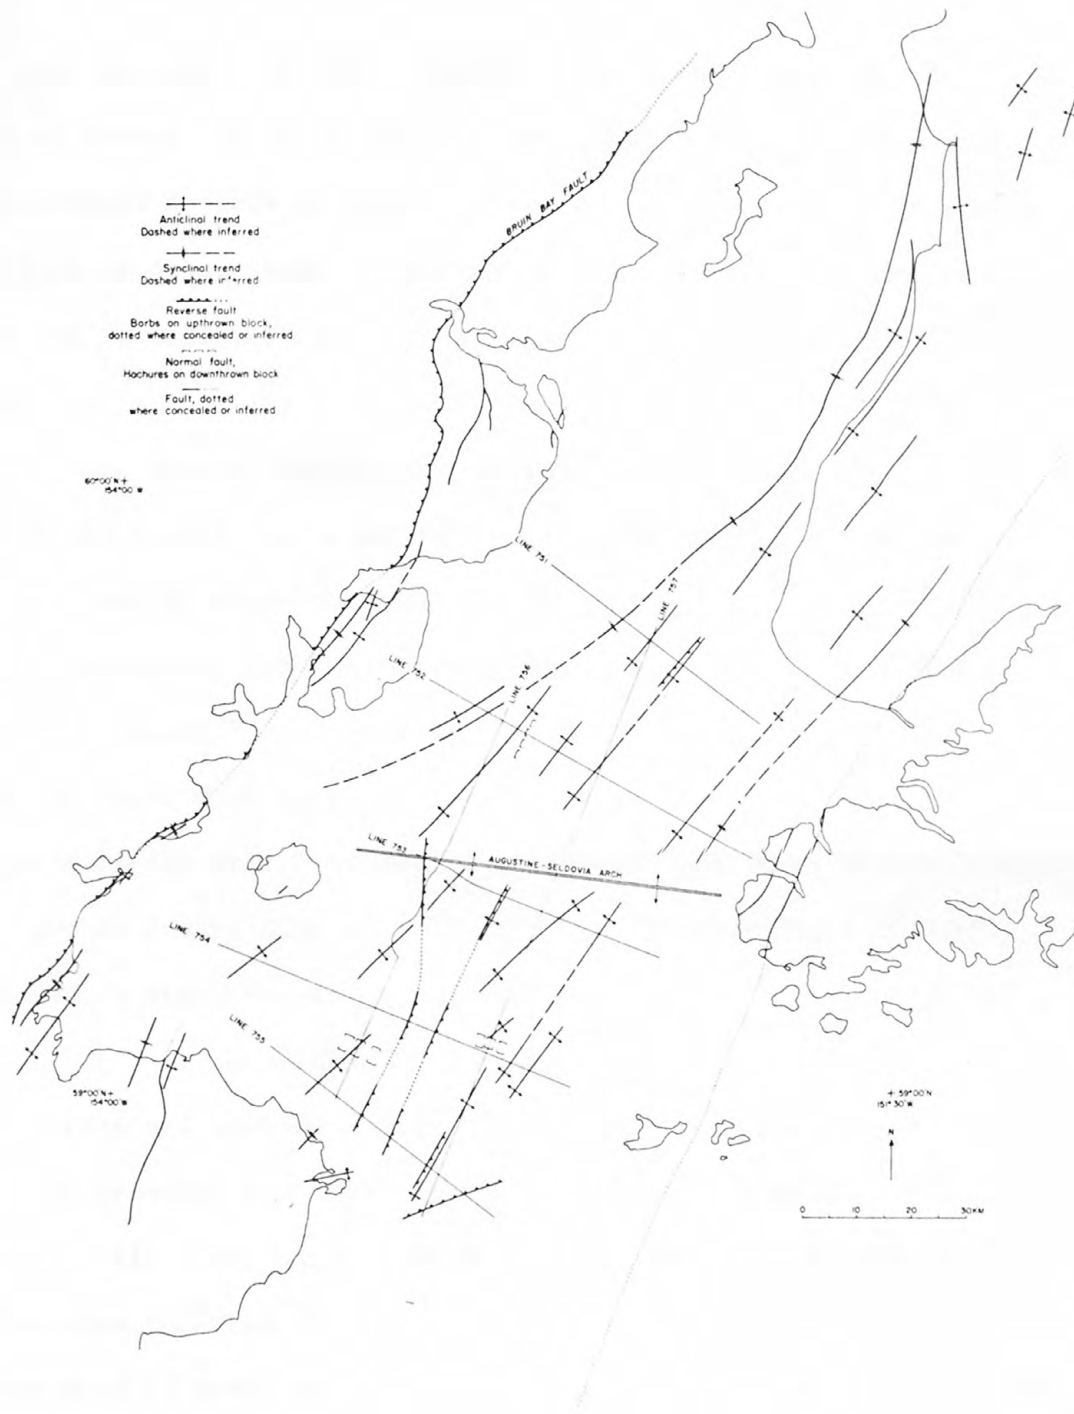 BRUIN BAY FAULT
Anticlinal trend
Dashed where inferred
Synclinal trend
Dashed where inferred
Reverse fault
Barbs on upthrown block,
dotted where concealed or inferred
Normal fault,
Hachures on downthrown block
Fault, dotted
where concealed or inferred
60°00' N +
154°00' W
LINE 751
LINE 757
LINE 752
LINE 756
LINE 753
AUGUSTINE-SELDOVIA ARCH
LINE 754
LINE 755
59°00' N +
154°00' W
+ 59°00' N
151°30' W
N
0 10 20 30 KM